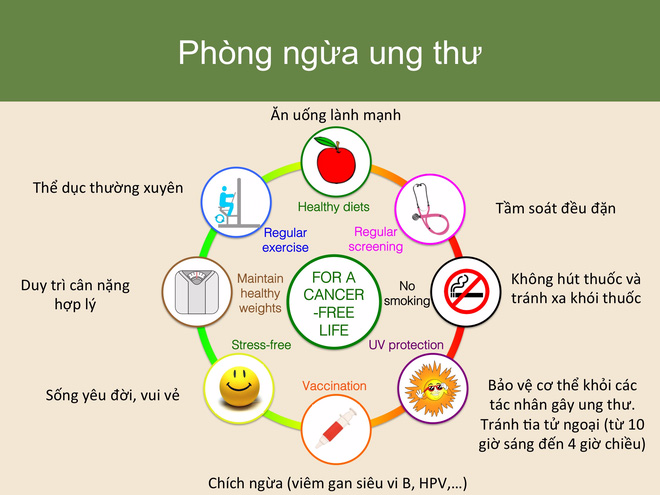 Phòng ngừa ung thư
Ăn uống lành mạnh
Thể dục thường xuyên
Healthy diets
Tầm soát đều đặn
Regular
exercise
Regular
screening
Duy trì cân nặng
hợp lý
Maintain
healthy
weights
FOR A
CANCER
-FREE
LIFE
No
smoking
Không hút thuốc và
tránh xa khói thuốc
Stress-free
UV protection
Sống yêu đời, vui vẻ
Vaccination
Bảo vệ cơ thể khỏi các
tác nhân gây ung thư.
Tránh tia tử ngoại (từ 10
giờ sáng đến 4 giờ chiều)
Chích ngừa (viêm gan siêu vi B, HPV,...)